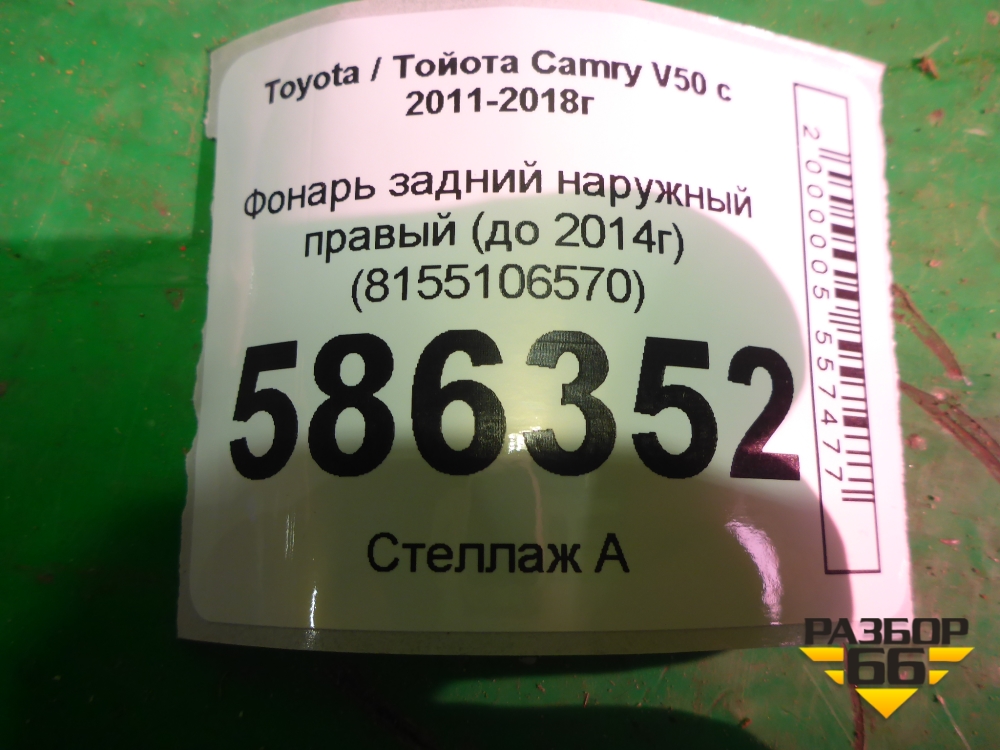 Toyota / Тойота Camry V50 с
2011-2018г
Фонарь задний наружный
правый (до 2014г)
(8155106570)
586352
Стеллаж А
2000005557477
РАЗБОР
66